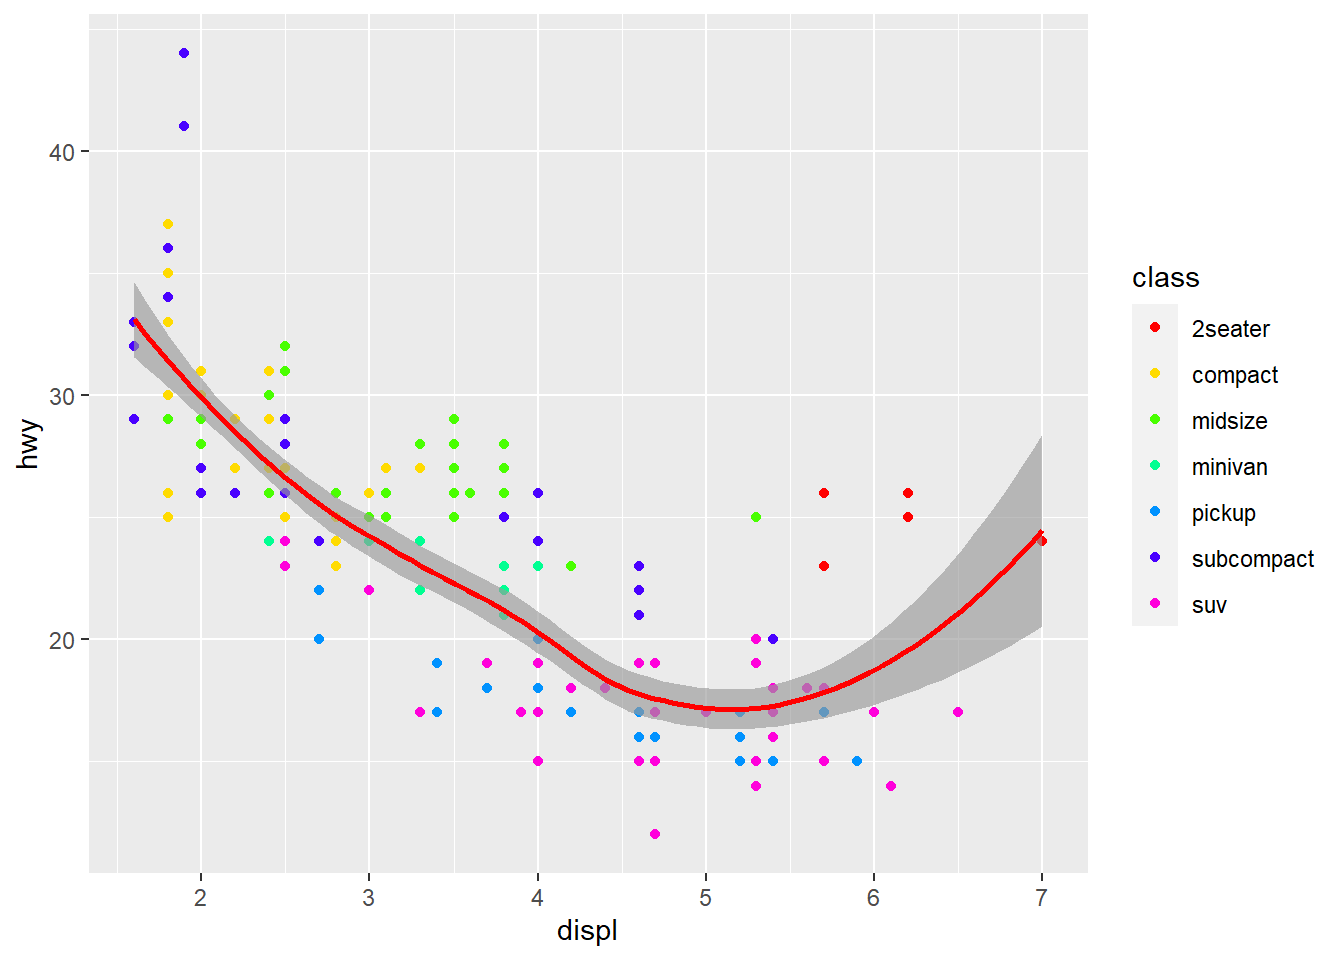 hwy
40
30
20
2
3
4
5
6
7
displ
class
2seater
compact
midsize
minivan
pickup
subcompact
suv